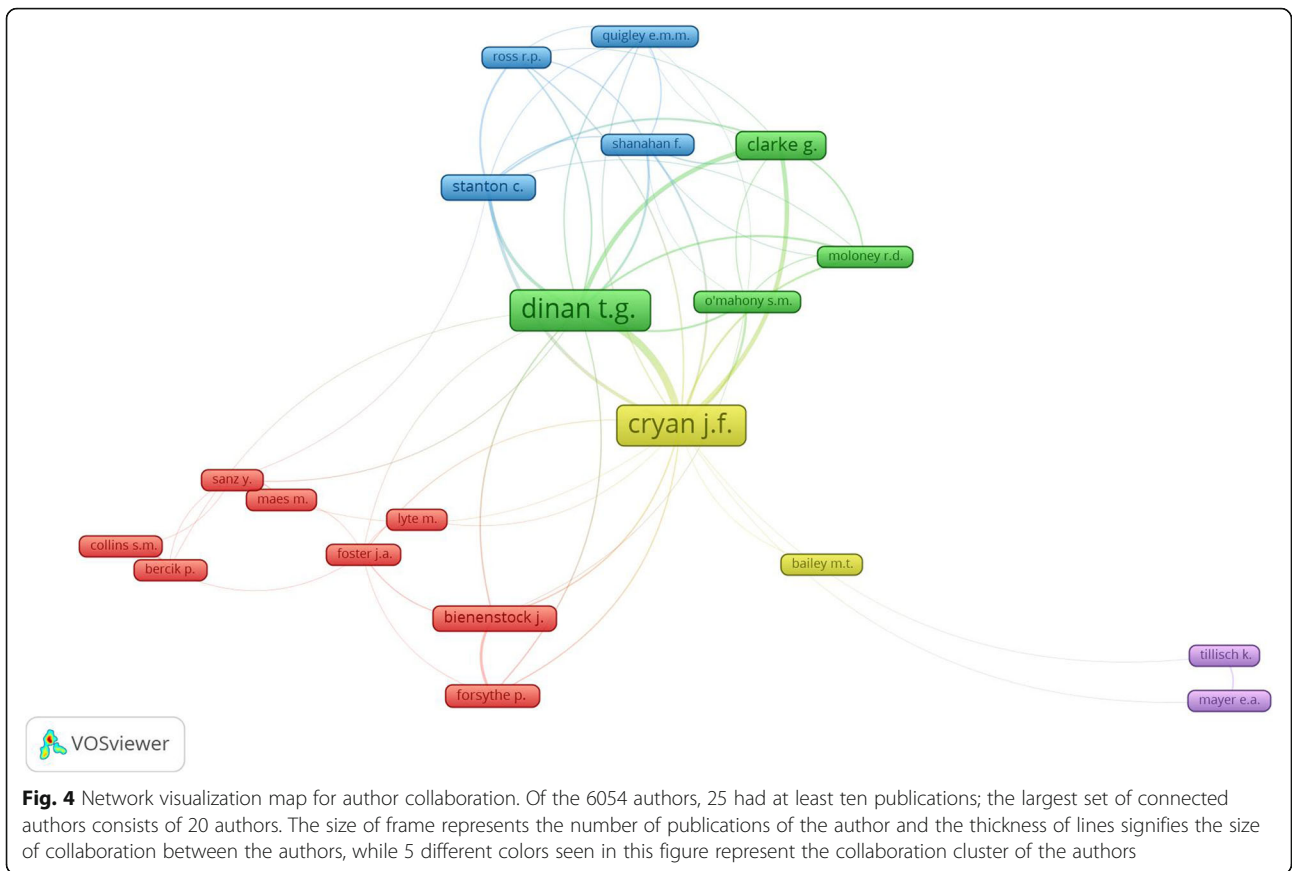 quigley e.m.m.
ross r.p.
shanahan f.
clarke g.
stanton c.
moloney r.d.
o'mahony s.m.
dinan t.g.
cryan j.f.
sanz y.
maes m.
lyte m.
collins s.m.
foster j.a.
bercik p.
bailey m.t.
bienenstock j.
tillisch k.
forsythe p.
mayer e.a.
VOSviewer
Fig. 4 Network visualization map for author collaboration. Of the 6054 authors, 25 had at least ten publications; the largest set of connected
authors consists of 20 authors. The size of frame represents the number of publications of the author and the thickness of lines signifies the size
of collaboration between the authors, while 5 different colors seen in this figure represent the collaboration cluster of the authors